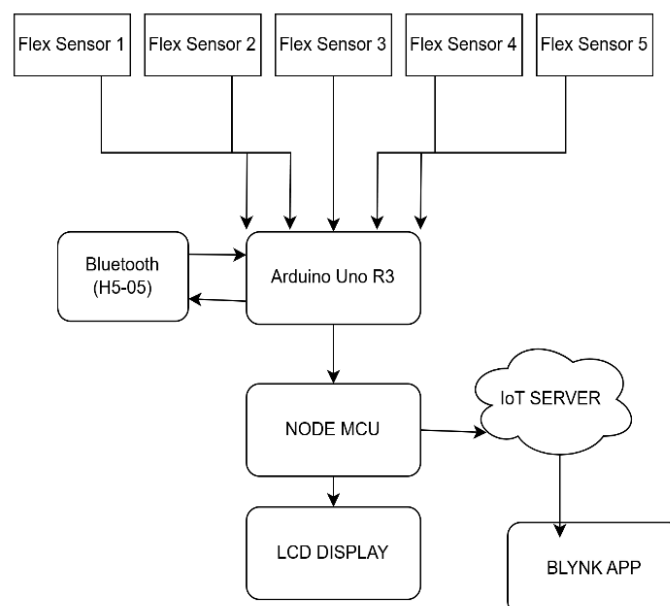 Flex Sensor 1
Flex Sensor 2
Flex Sensor 3
Flex Sensor 4
Flex Sensor 5
Bluetooth
(H5-05)
Arduino Uno R3
NODE MCU
IoT SERVER
LCD DISPLAY
BLYNK APP